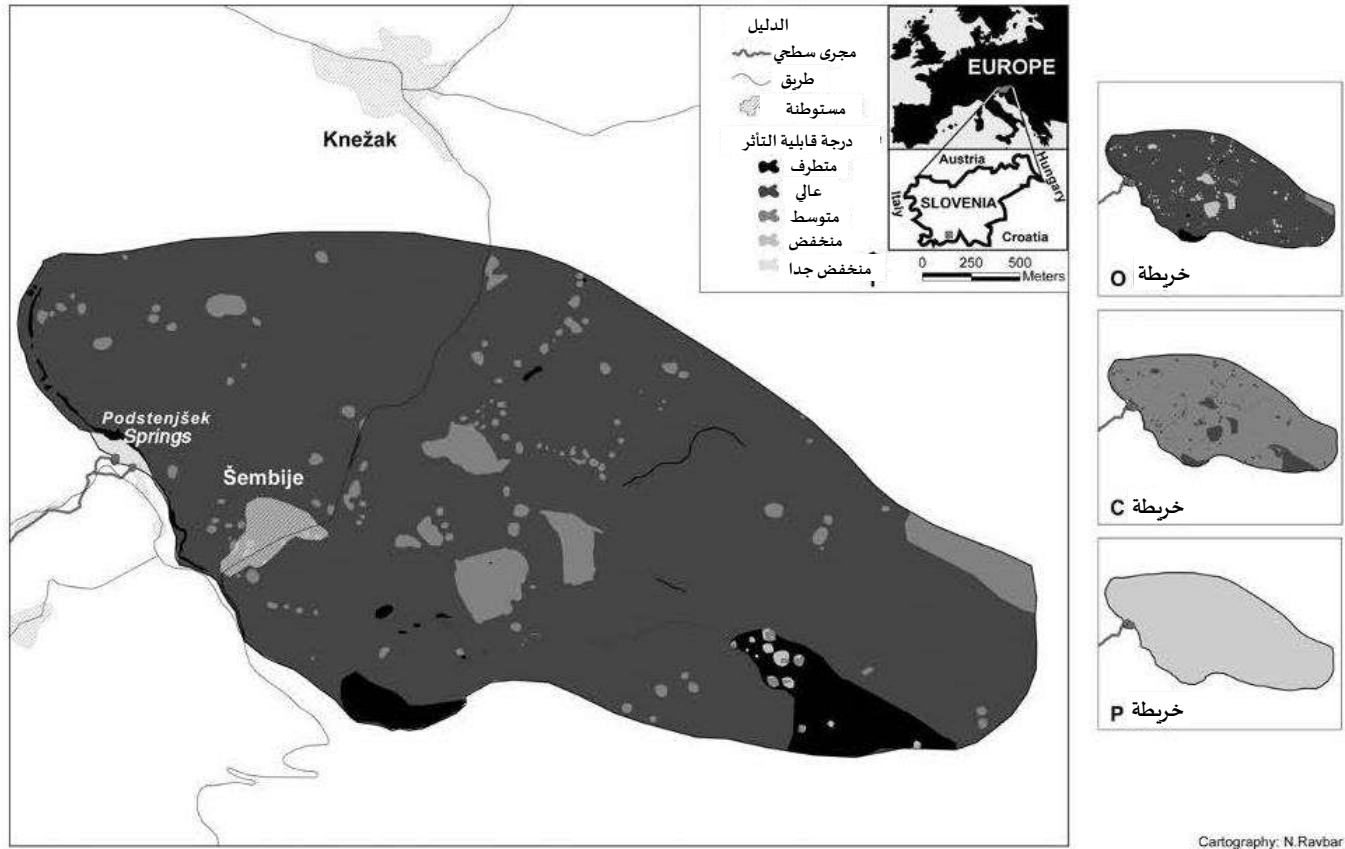 Knežak
Podstenjšek
Springs
Šembije
الدليل
مجرى سطحي
طريق
مستوطنة
درجة قابلية التأثر
متطرف
عالي
متوسط
منخفض
منخفض جدا
EUROPE
Austria
Hungary
Italy
SLOVENIA
Croatia
0 250 500
Meters
O خريطة
C خريطة
P خريطة
Cartography: N.Ravbar